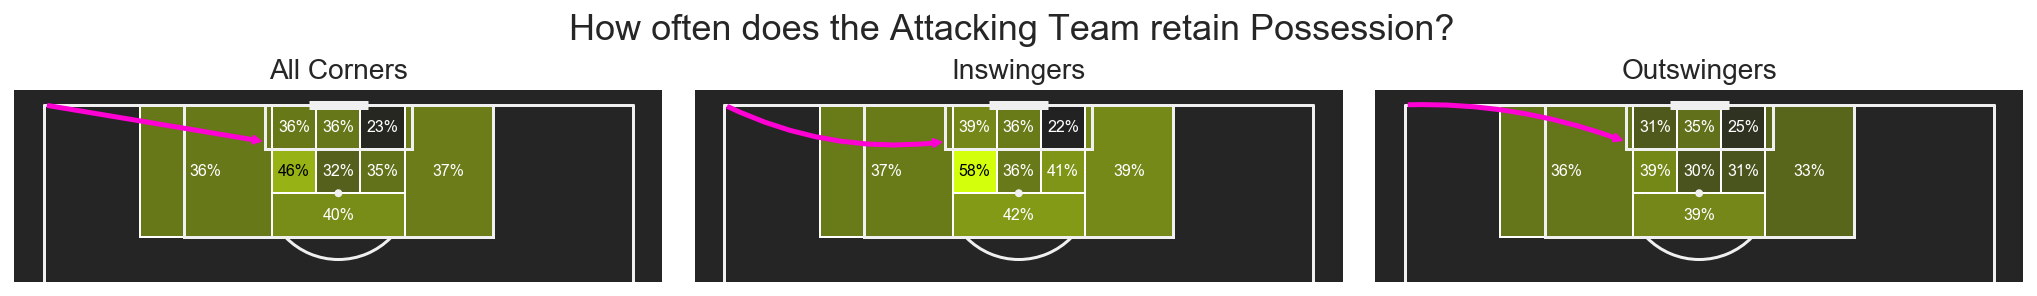 How often does the Attacking Team retain Possession?
All Corners
36% 36% 23%
36% 46% 32% 35% 37%
40%
Inswingers
39% 36% 22%
37% 58% 36% 41% 39%
42%
Outswingers
31% 35% 25%
36% 39% 30% 31% 33%
39%